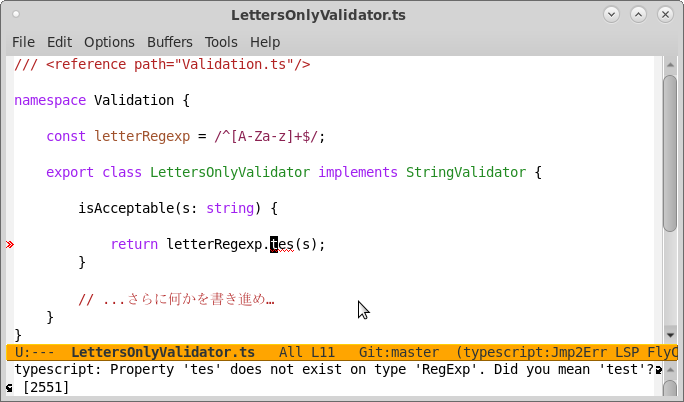 LettersOnlyValidator.ts
File Edit Options Buffers Tools Help
/// <reference path="Validation.ts"/>
namespace Validation {
const letterRegexp = /^[A-Za-z]+$/;
export class LettersOnlyValidator implements StringValidator {
isAcceptable(s: string) {
return letterRegexp.tes(s);
}
// ...さらに何かを書き進め…
}
}
U:--- LettersOnlyValidator.ts All L11 Git:master (typescript:Jmp2Err LSP FlyC
typescript: Property 'tes' does not exist on type 'RegExp'. Did you mean 'test'?
[2551]